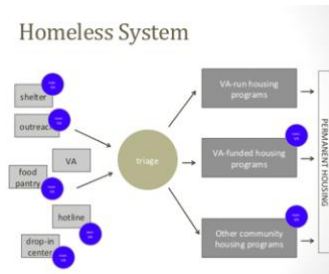 Homeless System
shelter
outreach
VA
food
pantry
hotline
drop-in
center
triage
VA-run housing
programs
VA-funded housing
programs
Other community
housing programs
PERMANENT HOUSING